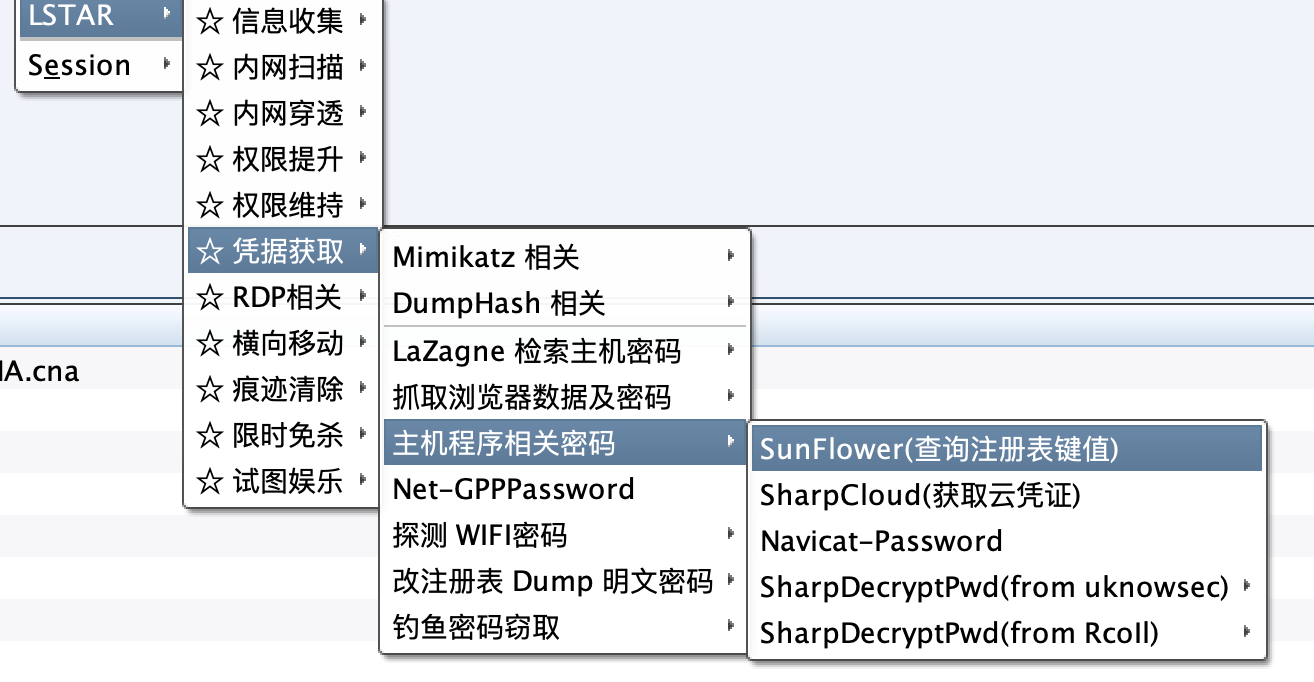 LSTAR
Session
☆ 信息收集
☆ 内网扫描
☆ 内网穿透
☆ 权限提升
☆ 权限维持
☆ 凭据获取
☆ RDP相关
☆ 横向移动
☆ 痕迹清除
☆ 限时免杀
☆ 试图娱乐
Mimikatz 相关
DumpHash 相关
LaZagne 检索主机密码
抓取浏览器数据及密码
主机程序相关密码
Net-GPPPassword
探测 WIFI密码
改注册表 Dump 明文密码
钓鱼密码窃取
SunFlower(查询注册表键值)
SharpCloud(获取云凭证)
Navicat-Password
SharpDecryptPwd(from uknowsec)
SharpDecryptPwd(from RcoIl)
IA.cna